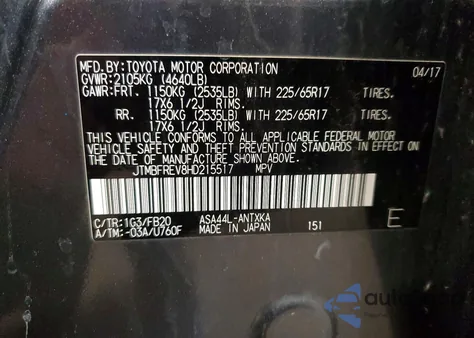 MFD.BY:TOYOTA MOTOR CORPORATION 04/17
GVWR:2105KG (4640LB)
GAWR:FRT. 1150KG (2535LB) WITH 225/65R17 TIRES.
17X6 1/2J RIMS.
RR. 1150KG (2535LB) WITH 225/65R17 TIRES.
17X6 1/2J RIMS.
THIS VEHICLE CONFORMS TO ALL APPLICABLE FEDERAL MOTOR
VEHICLE SAFETY AND THEFT PREVENTION STANDARDS IN EFFECT
ON THE DATE OF MANUFACTURE SHOWN ABOVE.
JTMBFREV8HD215517 MPV
C/TR:1G3/FB20 ASA44L-ANTXKA
A/TM:-03A/U760F MADE IN JAPAN 151 E